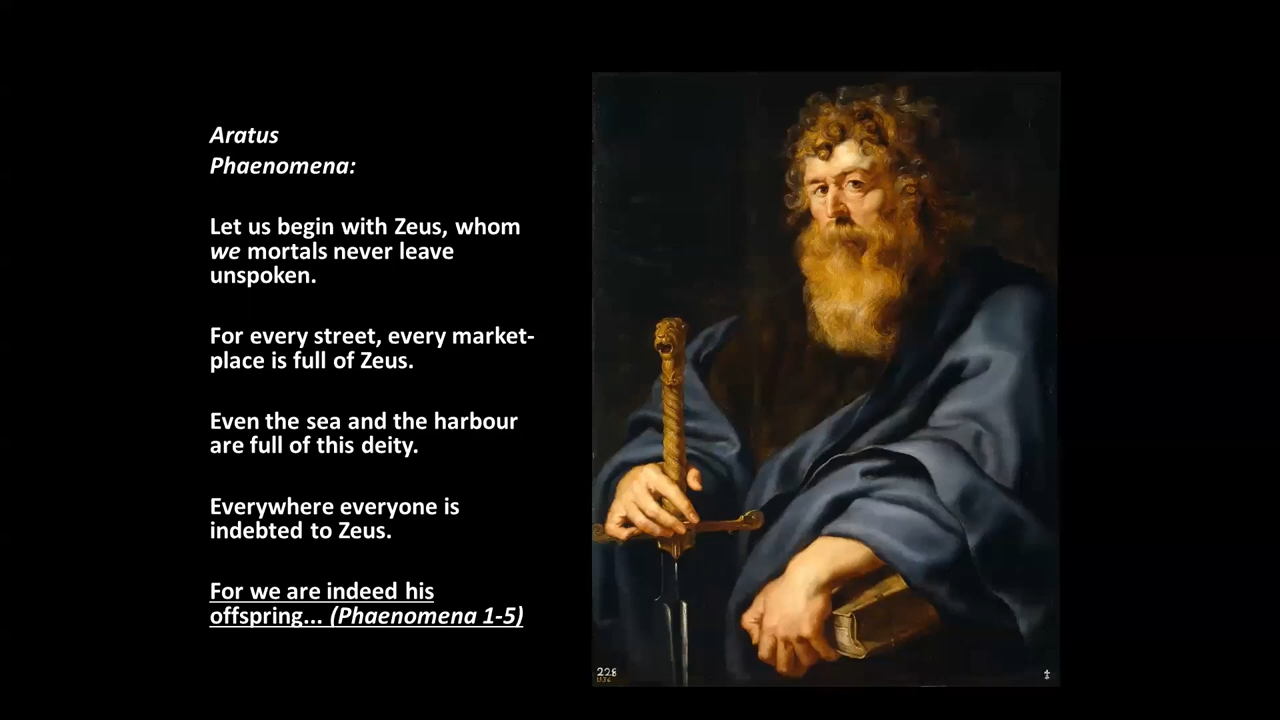 Aratus
Phaenomena:
Let us begin with Zeus, whom
we mortals never leave
unspoken.
For every street, every market-
place is full of Zeus.
Even the sea and the harbour
are full of this deity.
Everywhere everyone is
indebted to Zeus.
For we are indeed his
offspring... (Phaenomena 1-5)
228